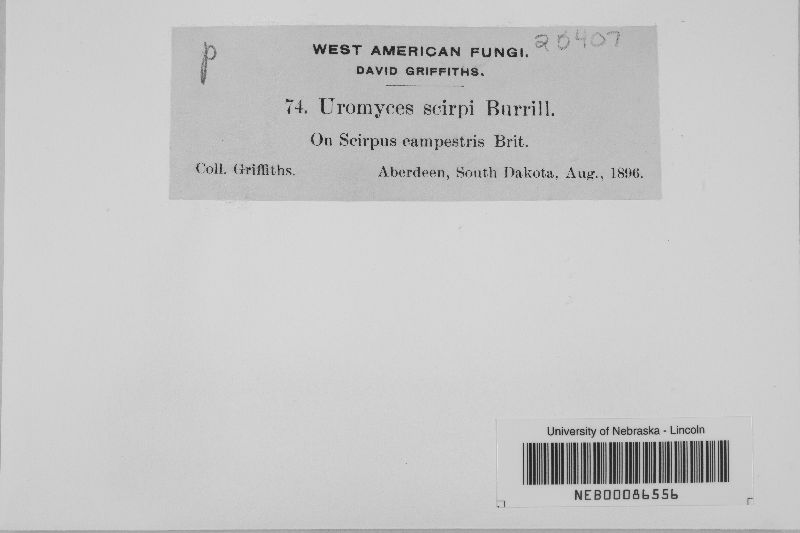 p
WEST AMERICAN FUNGI. 20407
DAVID GRIFFITHS.
74. Uromyces scirpi Burrill.
On Scirpus campestris Brit.
Coll. Griffiths. Aberdeen, South Dakota, Aug., 1896.
University of Nebraska - Lincoln
NEB00086556